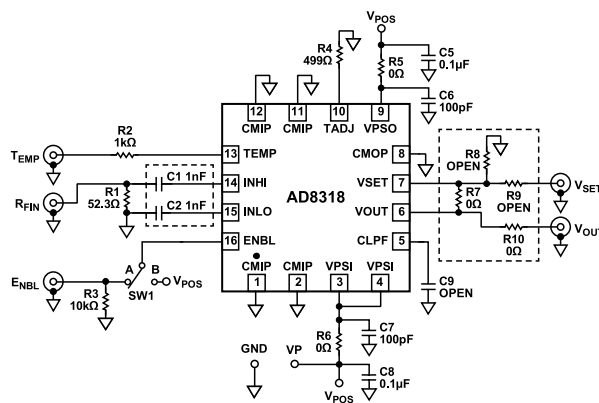 VPOS
R4
499Ω
R5
0Ω
C5
0.1µF
C6
100pF
12
11
10
9
CMIP
CMIP
TADJ
VPSO
R2
1kΩ
TEMP
13
TEMP
CMOP
8
R8
OPEN
C1 1nF
14
INHI
VSET
7
R9
OPEN
VSET
RFIN
R1
52.3Ω
AD8318
R7
0Ω
C2 1nF
15
INLO
VOUT
6
VOUT
R10
0Ω
16
ENBL
CLPF
5
C9
OPEN
ENBL
A
B
VPOS
SW1
R3
10kΩ
CMIP
CMIP
VPSI
VPSI
1
2
3
4
R6
0Ω
C7
100pF
GND
VP
C8
0.1µF
VPOS